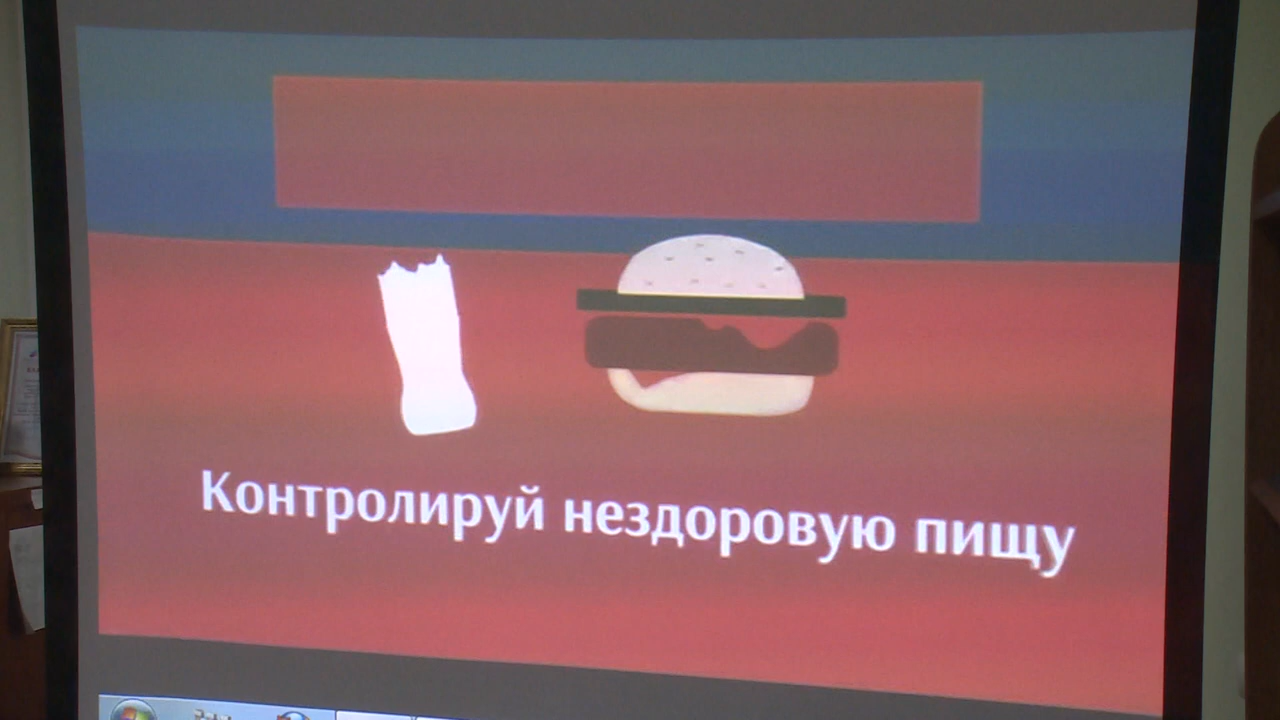 Контролируй нездоровую пищу